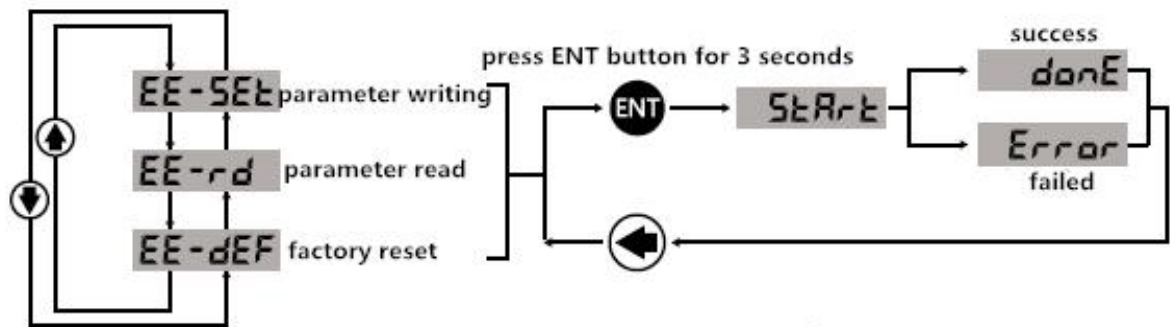 success
press ENT button for 3 seconds
donE
EE-SEt parameter writing
ENT
StArt
EE-rd parameter read
Error
failed
EE-dEF factory reset